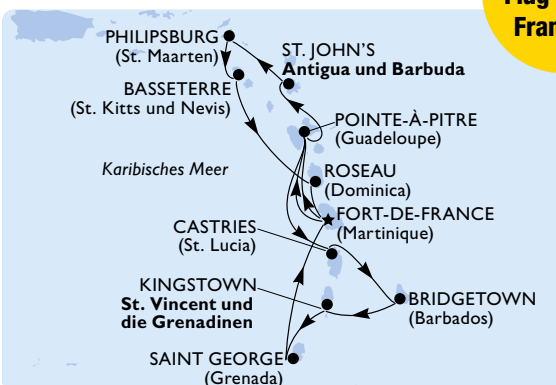 Flug
PHILIPSBURG
(St. Maarten)
ST. JOHN'S
Antigua und Barbuda
BASSETERRE
(St. Kitts und Nevis)
POINTE-À-PITRE
(Guadeloupe)
Karibisches Meer
ROSEAU
(Dominica)
FORT-DE-FRANCE
(Martinique)
CASTRIES
(St. Lucia)
KINGSTOWN
St. Vincent und
die Grenadinen
BRIDGETOWN
(Barbados)
SAINT GEORGE
(Grenada)